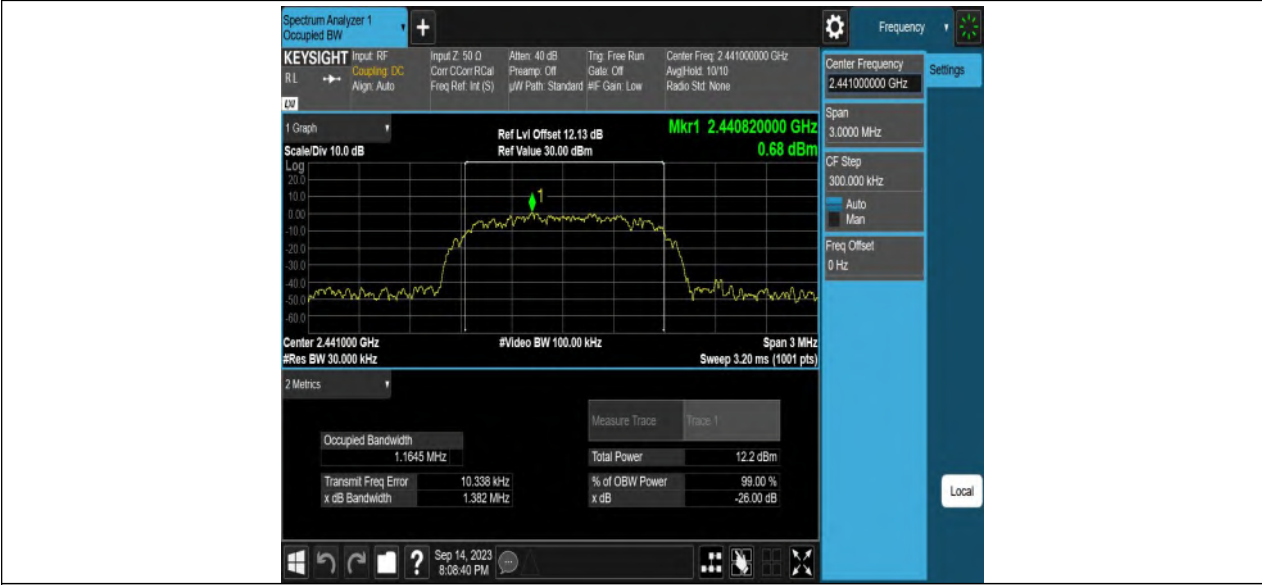 Spectrum Analyzer 1
Occupied BW
+
Frequency
KEYSIGHT
Input: RF
Coupling: DC
Align: Auto
RL
LXI
Input Z: 50 Ω
Corr CCorr RCal
Freq Ref: Int (S)
Atten: 40 dB
Preamp: Off
µW Path: Standard
Trig: Free Run
Gate: Off
#IF Gain: Low
Center Freq: 2.441000000 GHz
Avg|Hold: 10/10
Radio Std: None
Center Frequency
2.441000000 GHz
Settings
Span
3.0000 MHz
CF Step
300.000 kHz
Auto
Man
Freq Offset
0 Hz
Local
1 Graph
Scale/Div 10.0 dB
Ref Lvl Offset 12.13 dB
Ref Value 30.00 dBm
Mkr1 2.440820000 GHz
0.68 dBm
Log
20.0
10.0
0.00
-10.0
-20.0
-30.0
-40.0
-50.0
-60.0
1
Center 2.441000 GHz
#Res BW 30.000 kHz
#Video BW 100.00 kHz
Span 3 MHz
Sweep 3.20 ms (1001 pts)
2 Metrics
Measure Trace Trace 1
Occupied Bandwidth
1.1645 MHz
Total Power 12.2 dBm
Transmit Freq Error 10.338 kHz
% of OBW Power 99.00 %
x dB Bandwidth 1.382 MHz
x dB -26.00 dB
?
Sep 14, 2023
8:08:40 PM